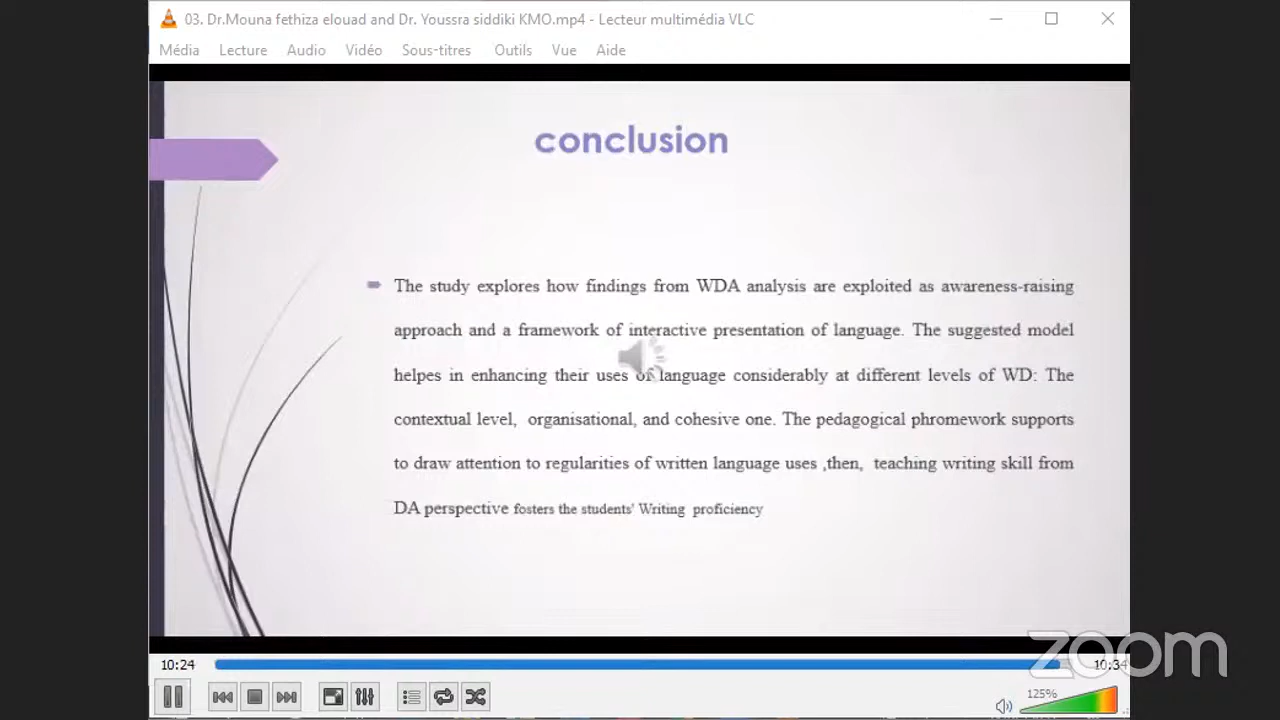 03. Dr.Mouna fethiza elouad and Dr. Youssra siddiki KMO.mp4 - Lecteur multimédia VLC
Média Lecture Audio Vidéo Sous-titres Outils Vue Aide
conclusion
The study explores how findings from WDA analysis are exploited as awareness-raising
approach and a framework of interactive presentation of language. The suggested model
helpes in enhancing their uses of language considerably at different levels of WD: The
contextual level, organisational, and cohesive one. The pedagogical phromework supports
to draw attention to regularities of written language uses ,then, teaching writing skill from
DA perspective fosters the students' Writing proficiency
10:24 10:34
zoom
125%